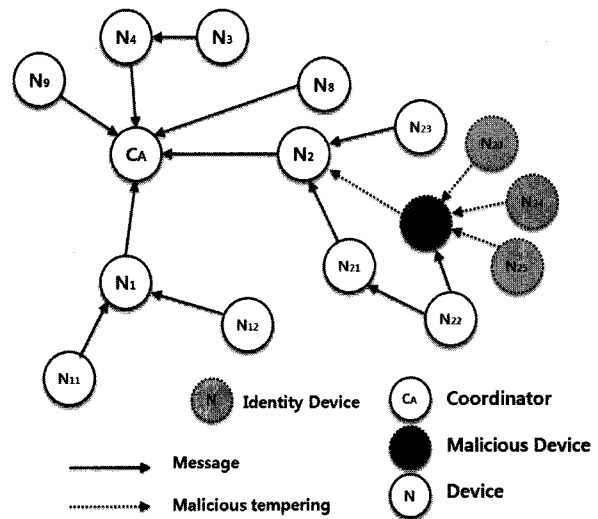 N4
N3
N9
N8
CA
N2
N23
N24
N25
N21
N1
N22
N12
N11
N
Identity Device
CA
Coordinator
Malicious Device
Message
N
Device
Malicious tempering